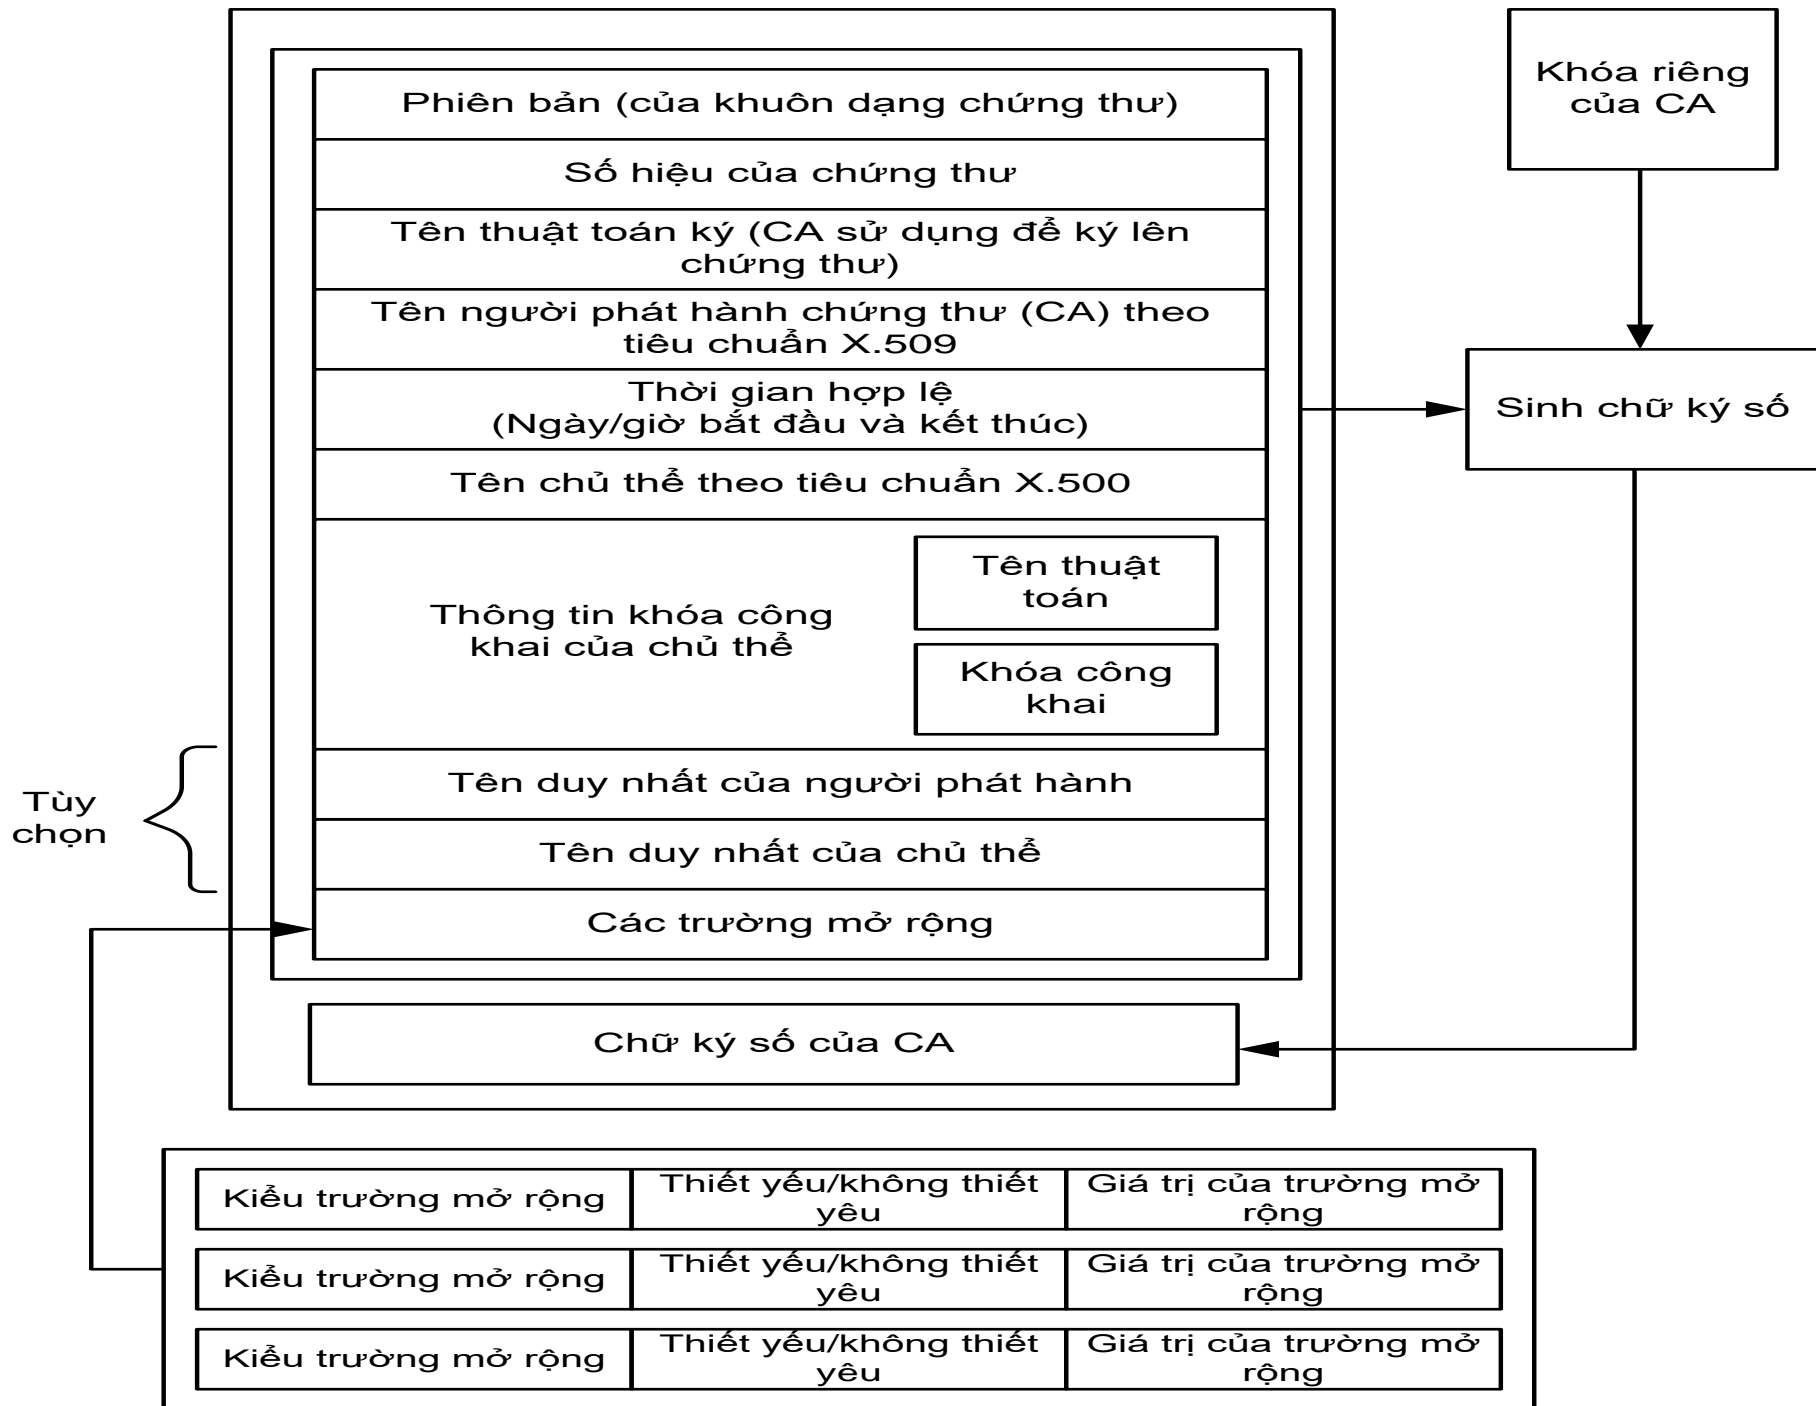 Phiên bản (của khuôn dạng chứng thư)
Số hiệu của chứng thư
Tên thuật toán ký (CA sử dụng để ký lên
chứng thư)
Tên người phát hành chứng thư (CA) theo
tiêu chuẩn X.509
Thời gian hợp lệ
(Ngày/giờ bắt đầu và kết thúc)
Tên chủ thể theo tiêu chuẩn X.500
Thông tin khóa công
khai của chủ thể
Tên thuật
toán
Khóa công
khai
Tùy
chọn
Tên duy nhất của người phát hành
Tên duy nhất của chủ thể
Các trường mở rộng
Chữ ký số của CA
Khóa riêng
của CA
Sinh chữ ký số
Kiểu trường mở rộng
Thiết yếu/không thiết
yêu
Giá trị của trường mở
rộng
Kiểu trường mở rộng
Thiết yếu/không thiết
yêu
Giá trị của trường mở
rộng
Kiểu trường mở rộng
Thiết yếu/không thiết
yêu
Giá trị của trường mở
rộng